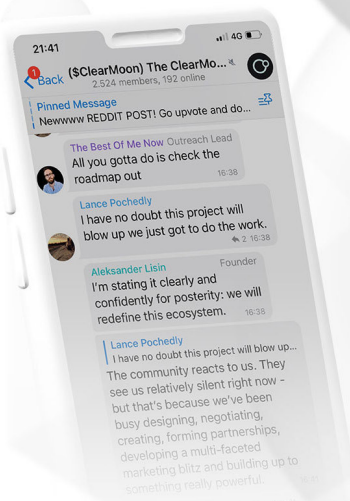 21:41
4G
1
Back
($ClearMoon) The ClearMo...
2.524 members, 192 online
Pinned Message
Newwww REDDIT POST! Go upvote and do...
The Best Of Me Now Outreach Lead
All you gotta do is check the
roadmap out
16:38
Lance Pochedly
I have no doubt this project will
blow up we just got to do the work.
2 16:38
Aleksander Lisin Founder
I'm stating it clearly and
confidently for posterity: we will
redefine this ecosystem.
16:38
Lance Pochedly
I have no doubt this project will blow up...
The community reacts to us. They
see us relatively silent right now -
but that's because we've been
busy designing, negotiating,
creating, forming partnerships,
developing a multi-faceted
marketing blitz and building up to
something really powerful.